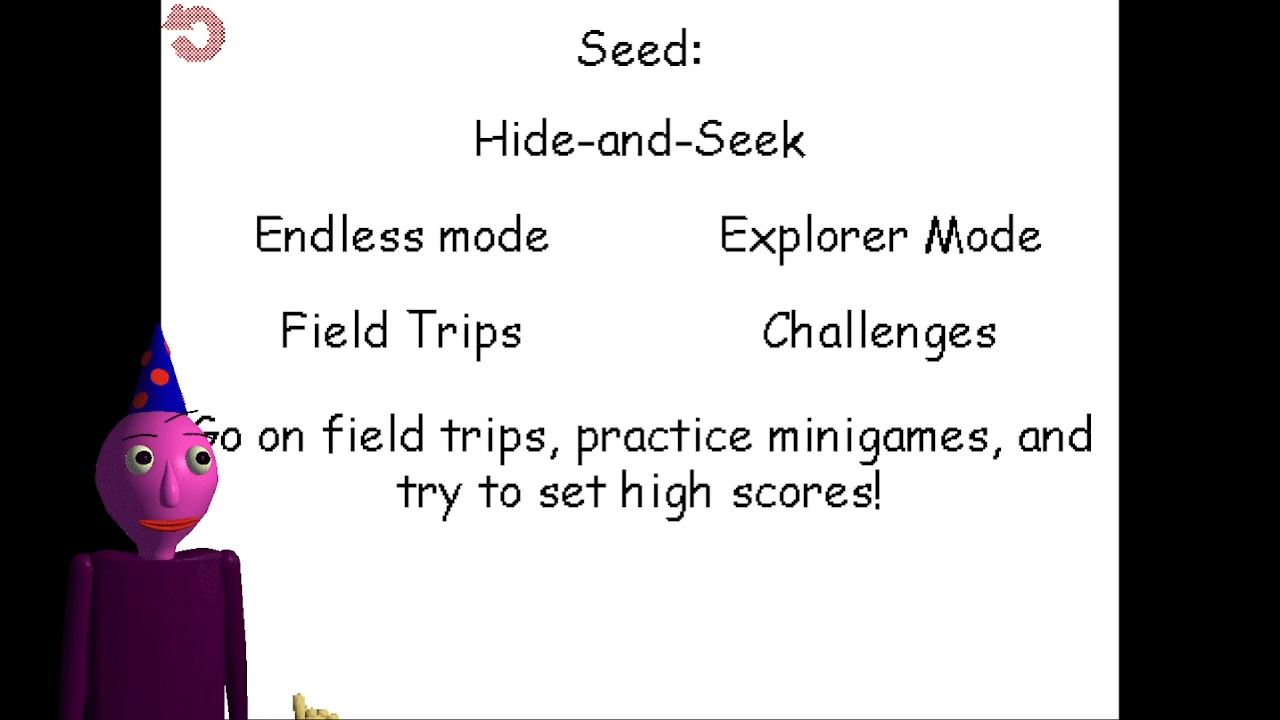 Seed:
Hide-and-Seek
Endless mode
Explorer Mode
Field Trips
Challenges
Go on field trips, practice minigames, and
try to set high scores!